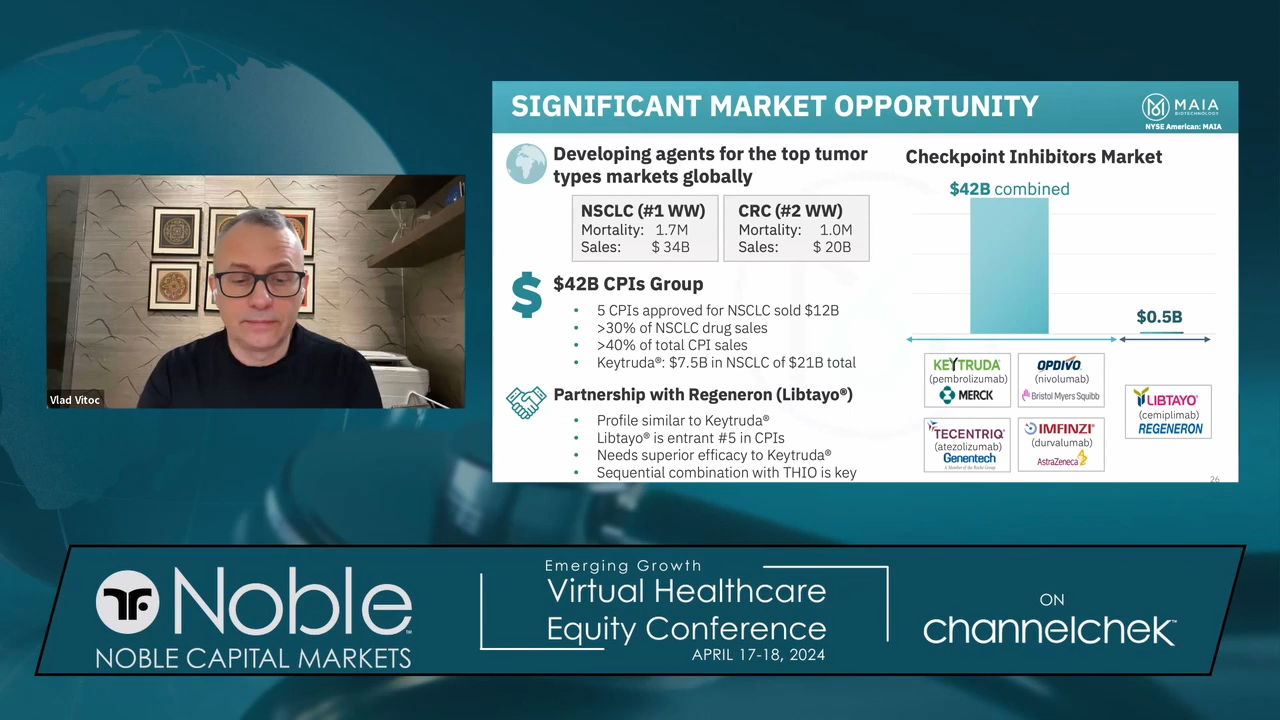 SIGNIFICANT MARKET OPPORTUNITY
MAIA
BIOTECHNOLOGY
NYSE American: MAIA
Developing agents for the top tumor
types markets globally
NSCLC (#1 WW)
Mortality: 1.7M
Sales: $ 34B
CRC (#2 WW)
Mortality: 1.0M
Sales: $ 20B
$42B CPIs Group
• 5 CPIs approved for NSCLC sold $12B
• >30% of NSCLC drug sales
• >40% of total CPI sales
• Keytruda®: $7.5B in NSCLC of $21B total
Partnership with Regeneron (Libtayo®)
• Profile similar to Keytruda®
• Libtayo® is entrant #5 in CPIs
• Needs superior efficacy to Keytruda®
• Sequential combination with THIO is key
Checkpoint Inhibitors Market
$42B combined
$0.5B
KEYTRUDA
(pembrolizumab)
MERCK
OPDIVO
(nivolumab)
Bristol Myers Squibb
TECENTRIQ
(atezolizumab)
Genentech
A Member of the Roche Group
IMFINZI
(durvalumab)
AstraZeneca
LIBTAYO
(cemiplimab)
REGENERON
26
Vlad Vitoc
Noble
NOBLE CAPITAL MARKETS
Emerging Growth
Virtual Healthcare
Equity Conference
APRIL 17-18, 2024
ON
channelchek™